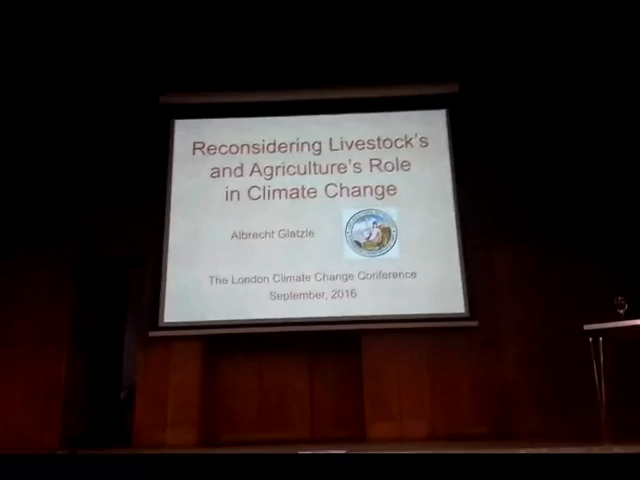 Reconsidering Livestock's
and Agriculture's Role
in Climate Change
Albrecht Glatzle
The London Climate Change Conference
September, 2016